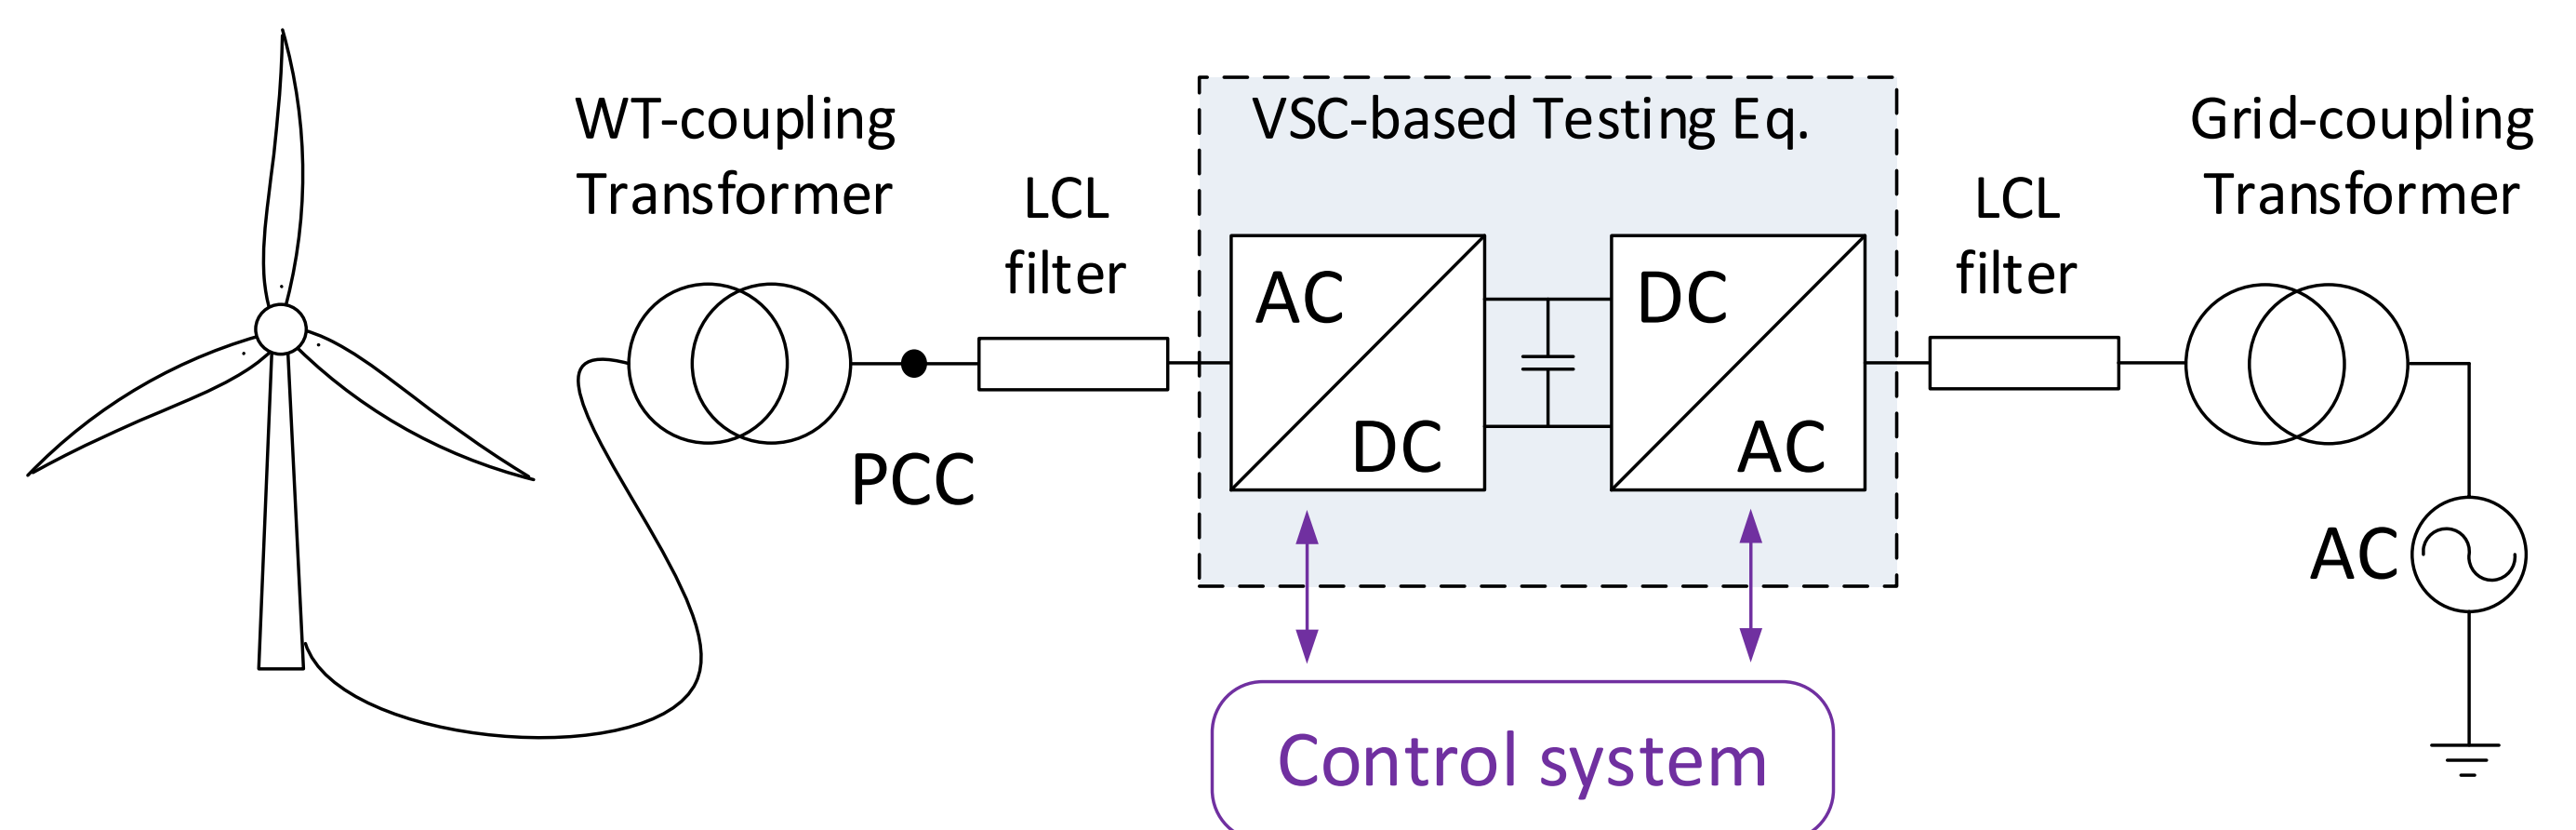 WT-coupling
Transformer
LCL
filter
VSC-based Testing Eq.
LCL
filter
Grid-coupling
Transformer
AC
DC
DC
AC
PCC
AC
Control system